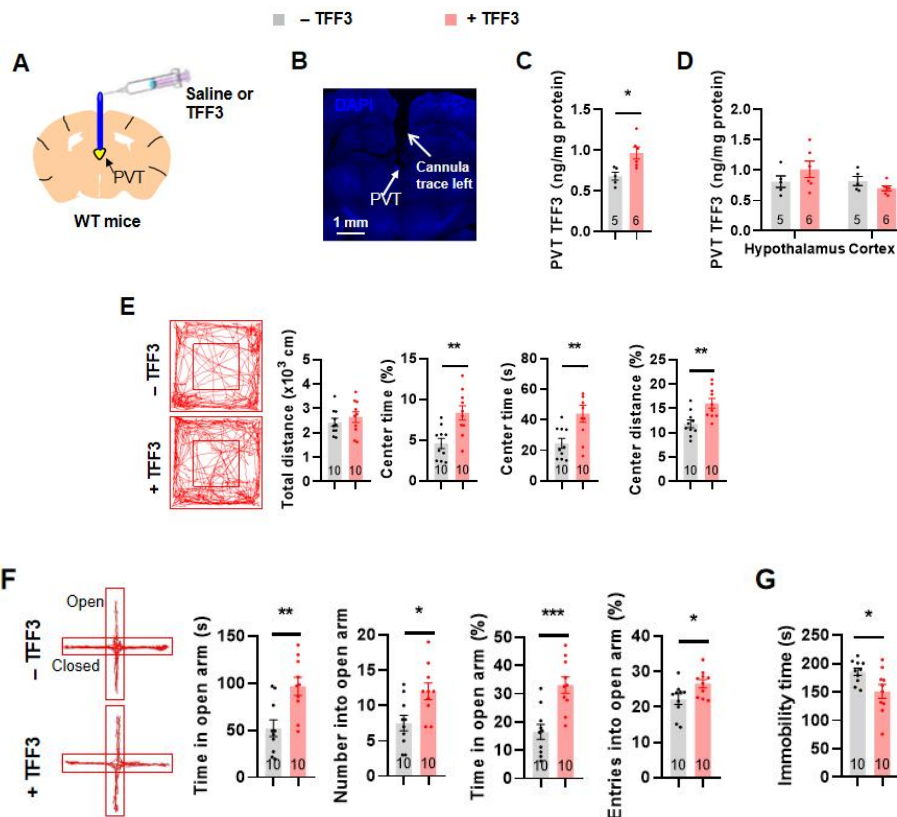 – TFF3 + TFF3
A
Saline or
TFF3
PVT
WT mice
B
DAPI
Cannula
trace left
PVT
1 mm
C
PVT TFF3 (ng/mg protein)
2.0
1.5
1.0
0.5
0.0
*
5 6
D
PVT TFF3 (ng/mg protein)
2.0
1.5
1.0
0.5
0.0
5 6 5 6
Hypothalamus Cortex
E
– TFF3
+ TFF3
Total distance (x10³ cm)
5
4
3
2
1
0
10 10
Center time (%)
15
10
5
0
**
10 10
Center time (s)
80
60
40
20
0
**
10 10
Center distance (%)
25
20
15
10
5
0
**
10 10
F
– TFF3
+ TFF3
Open
Closed
Time in open arm (s)
150
100
50
0
**
10 10
Number into open arm
20
15
10
5
0
*
10 10
Time in open arm (%)
50
40
30
20
10
0
***
10 10
Entries into open arm (%)
40
30
20
10
0
*
10 10
G
Immobility time (s)
250
200
150
100
50
0
*
10 10